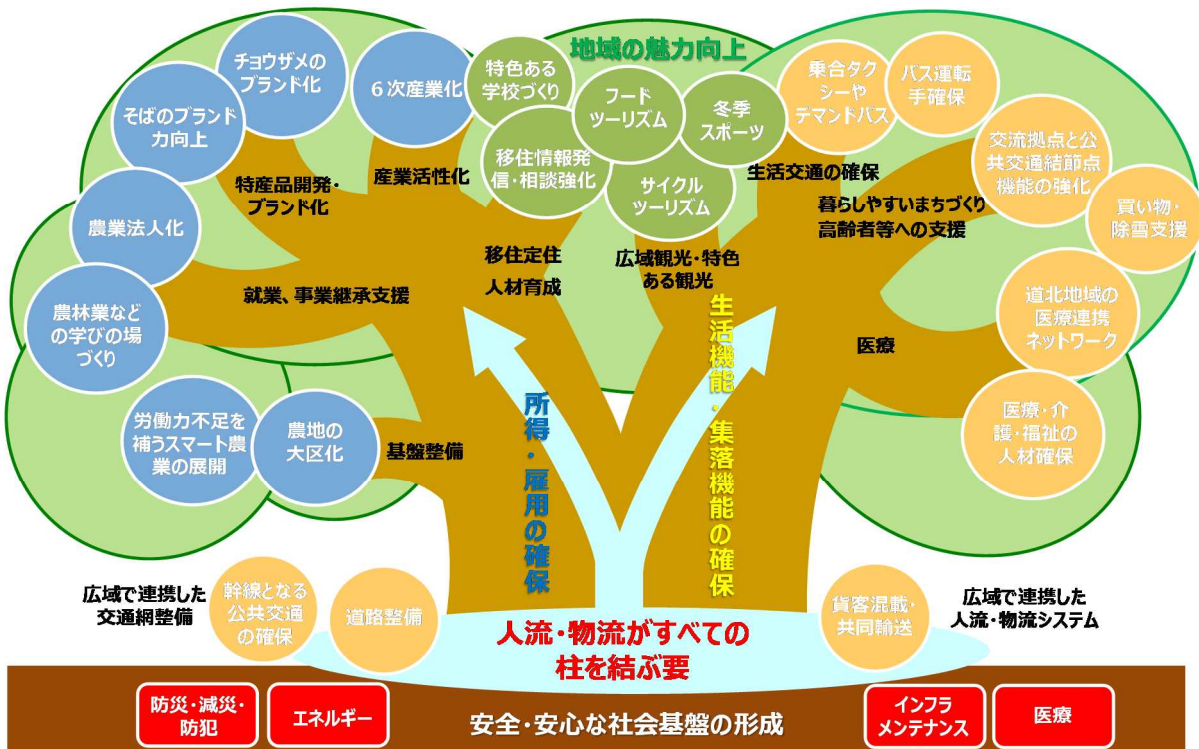 地域の魅力向上
チョウザメの
ブランド化
6次産業化
特色ある
学校づくり
フード
ツーリズム
冬季
スポーツ
乗合タク
シーや
デマンドバス
バス運転
手確保
そばのブランド
力向上
移住情報発
信・相談強化
サイクル
ツーリズム
交流拠点と公
共交通結節点
機能の強化
特産品開発・
ブランド化
産業活性化
生活交通の確保
暮らしやすいまちづくり
高齢者等への支援
買い物・
除雪支援
農業法人化
移住定住
人材育成
広域観光・特色
ある観光
就業、事業継承支援
農林業など
の学びの場
づくり
道北地域の
医療連携
ネットワーク
医療
労働力不足を
補うスマート農
業の展開
農地の
大区化
基盤整備
医療・介
護・福祉の
人材確保
所得・雇用の確保
生活機能・集落機能の確保
広域で連携した
交通網整備
幹線となる
公共交通
の確保
道路整備
貨客混載・
共同輸送
広域で連携した
人流・物流システム
人流・物流がすべての
柱を結ぶ要
防災・減災・
防犯
エネルギー
安全・安心な社会基盤の形成
インフラ
メンテナンス
医療